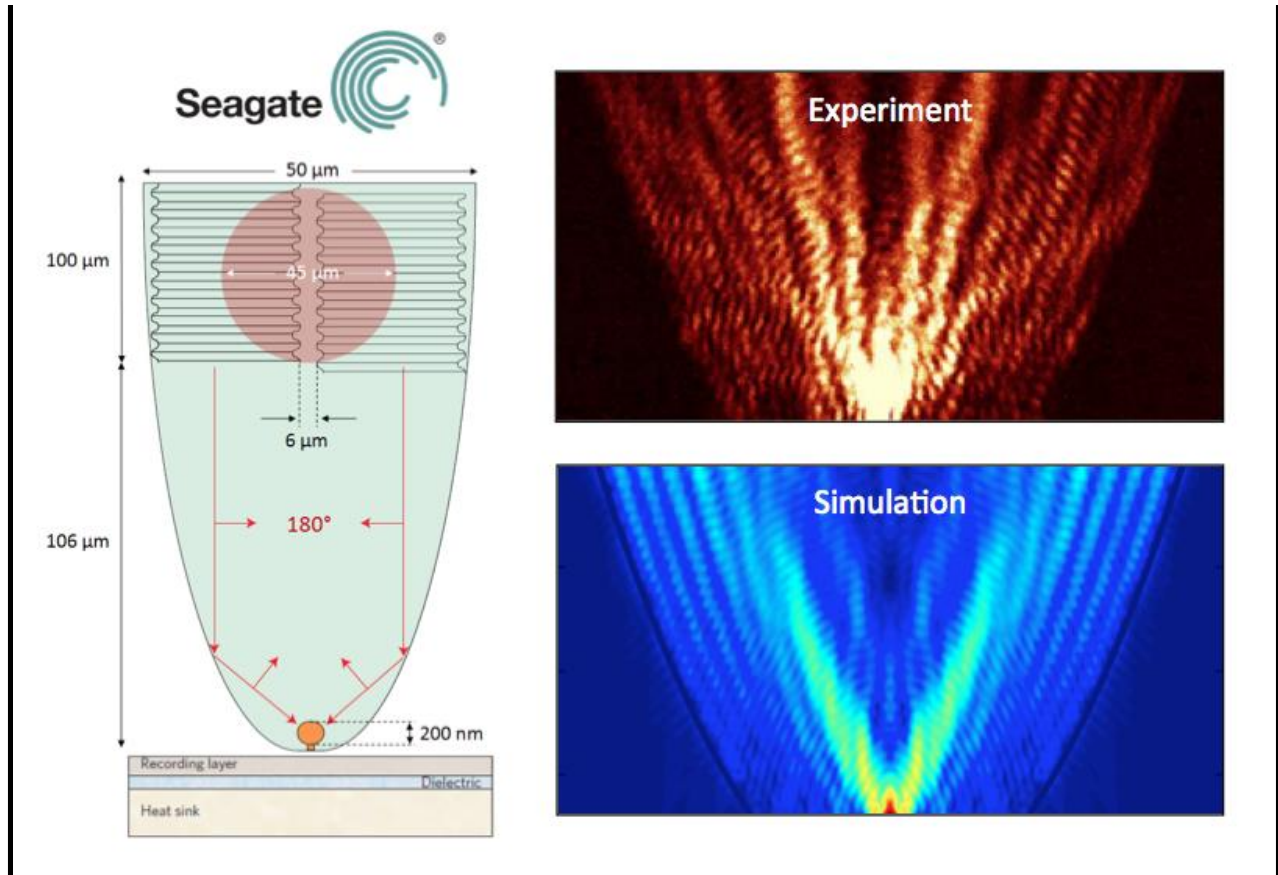 Seagate
®
50 µm
100 µm
45 µm
6 µm
106 µm
180°
200 nm
Recording layer
Dielectric
Heat sink
Experiment
Simulation